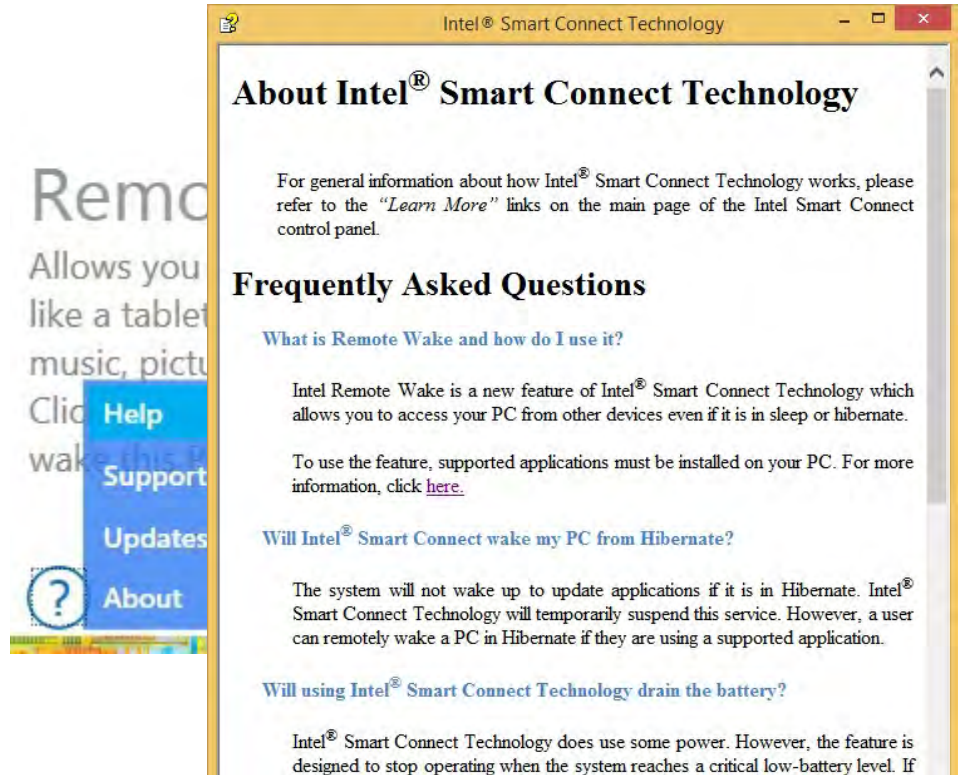 Intel® Smart Connect Technology
About Intel® Smart Connect Technology
For general information about how Intel® Smart Connect Technology works, please
refer to the “Learn More” links on the main page of the Intel Smart Connect
control panel.
Frequently Asked Questions
What is Remote Wake and how do I use it?
Intel Remote Wake is a new feature of Intel® Smart Connect Technology which
allows you to access your PC from other devices even if it is in sleep or hibernate.
To use the feature, supported applications must be installed on your PC. For more
information, click here.
Will Intel® Smart Connect wake my PC from Hibernate?
The system will not wake up to update applications if it is in Hibernate. Intel®
Smart Connect Technology will temporarily suspend this service. However, a user
can remotely wake a PC in Hibernate if they are using a supported application.
Will using Intel® Smart Connect Technology drain the battery?
Intel® Smart Connect Technology does use some power. However, the feature is
designed to stop operating when the system reaches a critical low-battery level. If
Remo
Allows you
like a tablet
music, pictu
Clic
wake this P
Help
Support
Updates
About
?